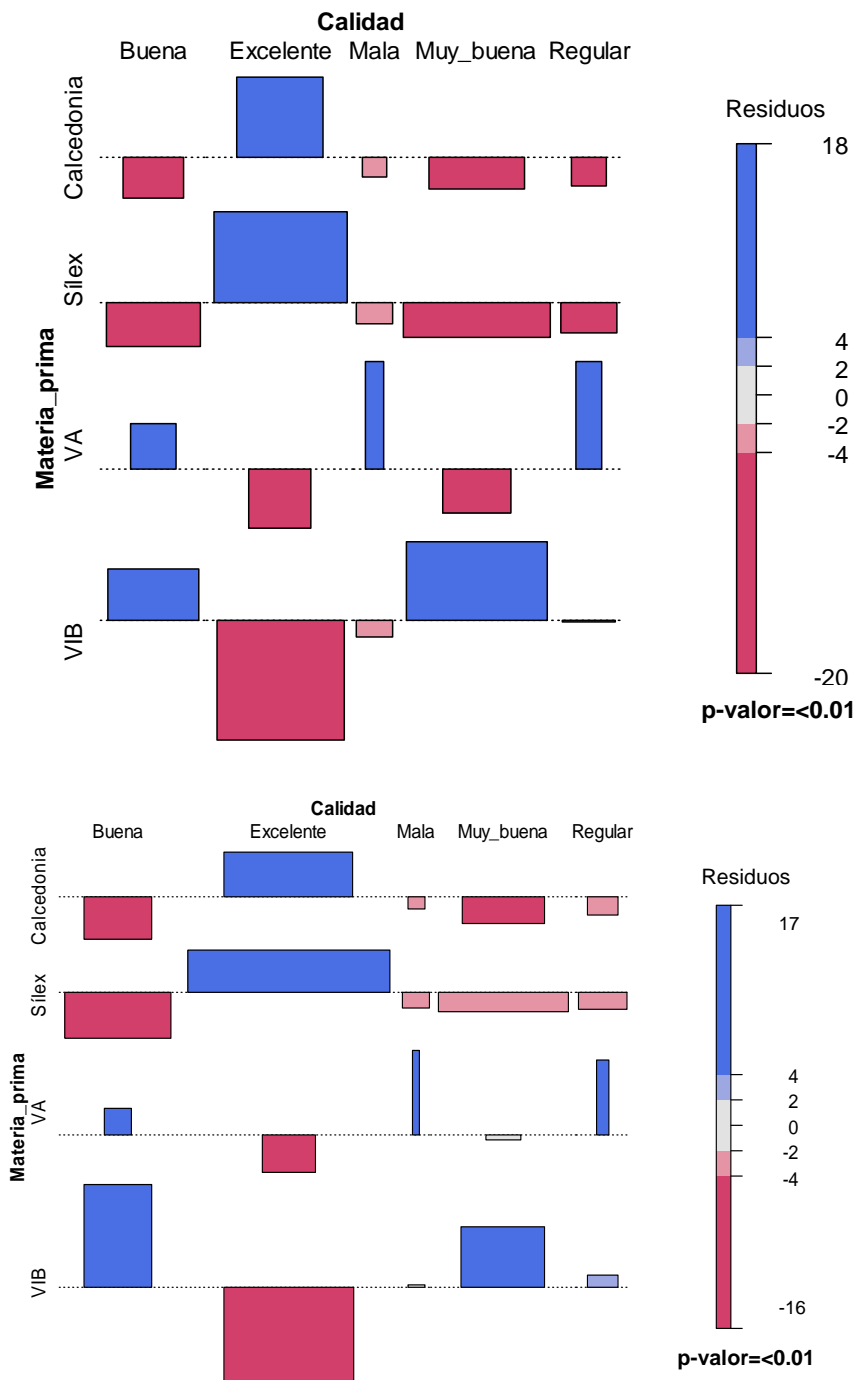 Calidad
Buena Excelente Mala Muy_buena Regular
Materia_prima
Calcedonia
Sílex
VA
VIB
Residuos
18
4
2
0
-2
-4
-20
p-valor=<0.01
Calidad
Buena Excelente Mala Muy_buena Regular
Materia_prima
Calcedonia
Sílex
VA
VIB
Residuos
17
4
2
0
-2
-4
-16
p-valor=<0.01